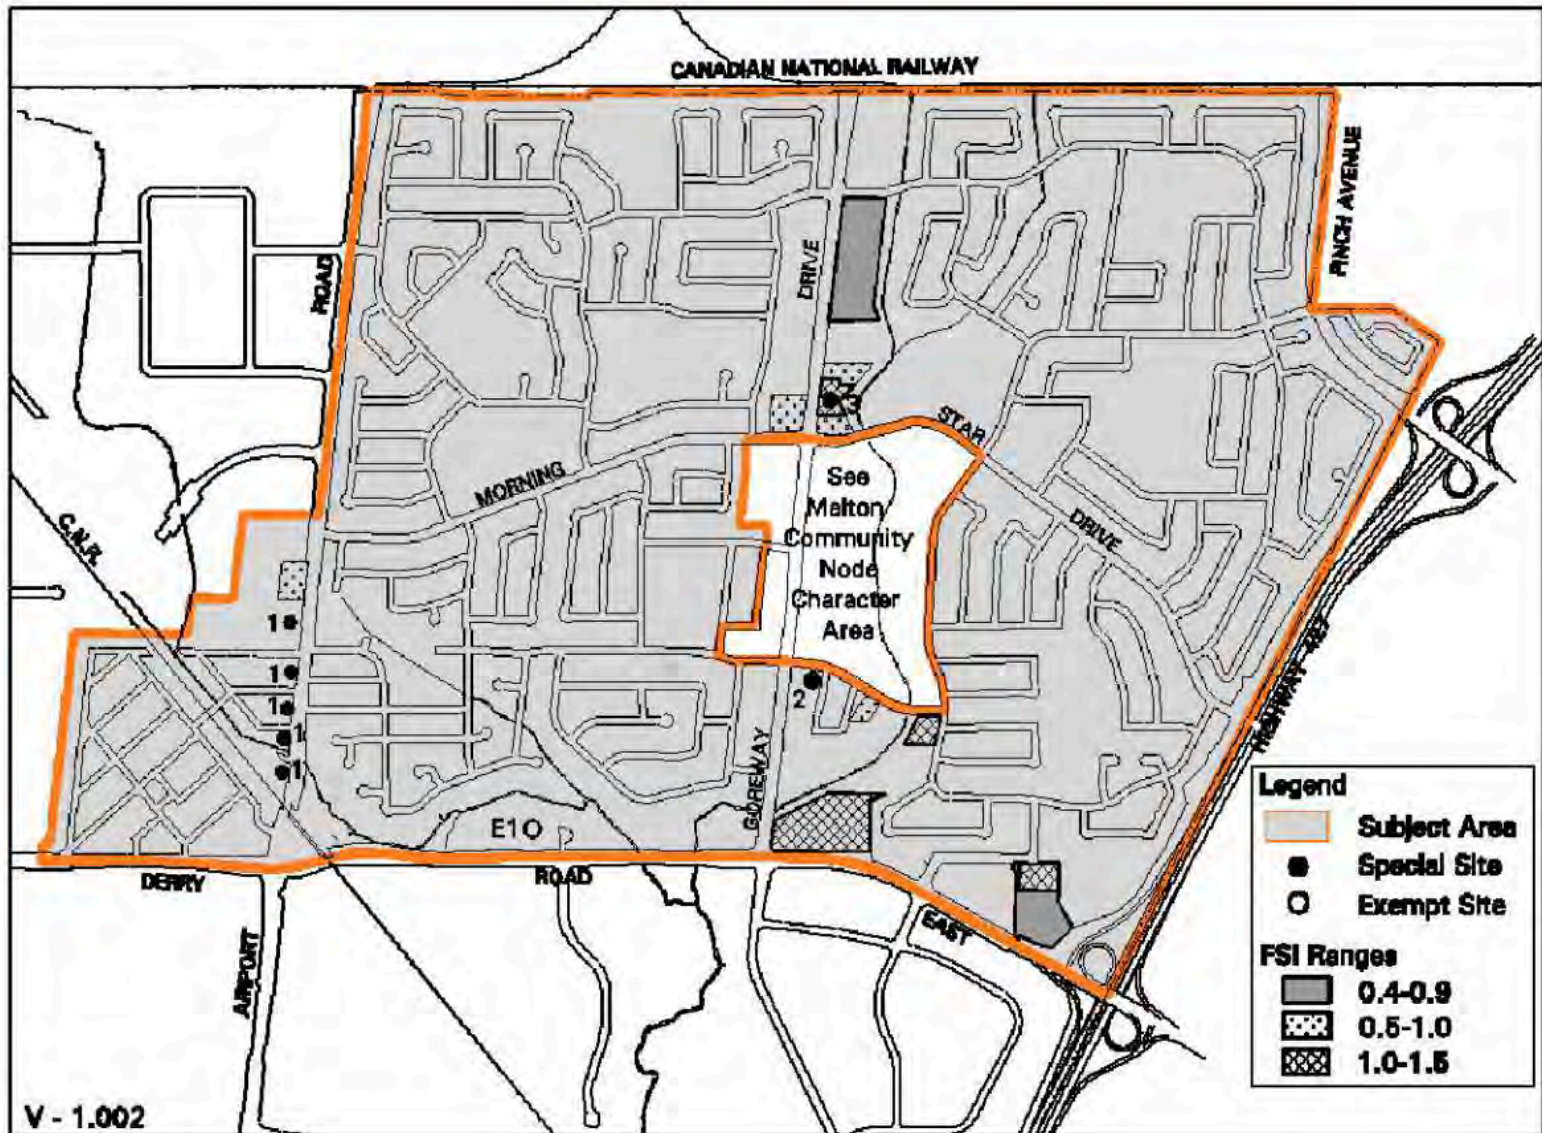 CANADIAN NATIONAL RAILWAY
FINCH AVENUE
ROAD
DRIVE
STAR
MORNING
See
Malton
Community
Node
Character
Area
DRIVE
C.N.R.
3
1
1
1
1
1
2
HIGHWAY 427
GOREWAY
E1
DERRY
ROAD
EAST
AIRPORT
Legend
Subject Area
Special Site
Exempt Site
FSI Ranges
0.4-0.9
0.5-1.0
1.0-1.5
V - 1.002